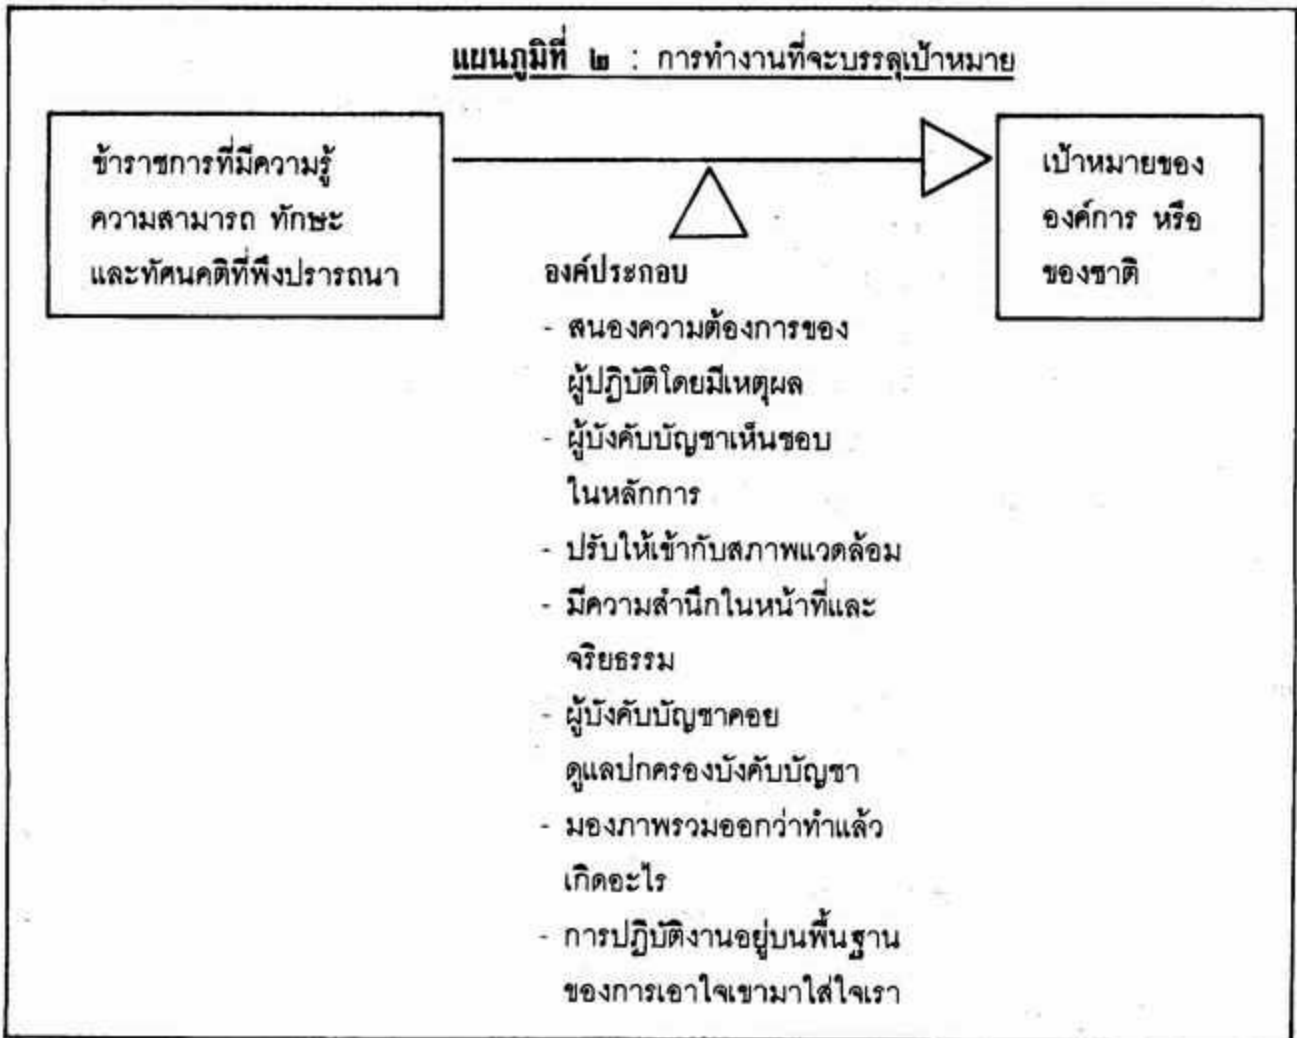 แผนภูมิที่ ๒ : การทำงานที่จะบรรลุเป้าหมาย
ข้าราชการที่มีความรู้
ความสามารถ ทักษะ
และทัศนคติที่พึงปรารถนา
เป้าหมายของ
องค์การ หรือ
ของชาติ
องค์ประกอบ
- สนองความต้องการของ
ผู้ปฏิบัติโดยมีเหตุผล
- ผู้บังคับบัญชาเห็นชอบ
ในหลักการ
- ปรับให้เข้ากับสภาพแวดล้อม
- มีความสำนึกในหน้าที่และ
จริยธรรม
- ผู้บังคับบัญชาคอย
ดูแลปกครองบังคับบัญชา
- มองภาพรวมออกว่าทำแล้ว
เกิดอะไร
- การปฏิบัติงานอยู่บนพื้นฐาน
ของการเอาใจเขามาใส่ใจเรา